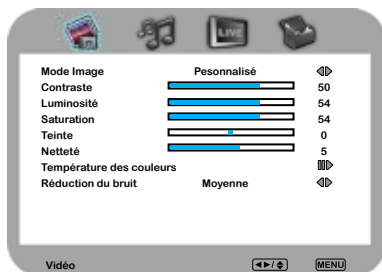 LIVE
Mode Image Pesonnalisé
Contraste 50
Luminosité 54
Saturation 54
Teinte 0
Netteté 5
Température des couleurs
Réduction du bruit Moyenne
Vidéo MENU